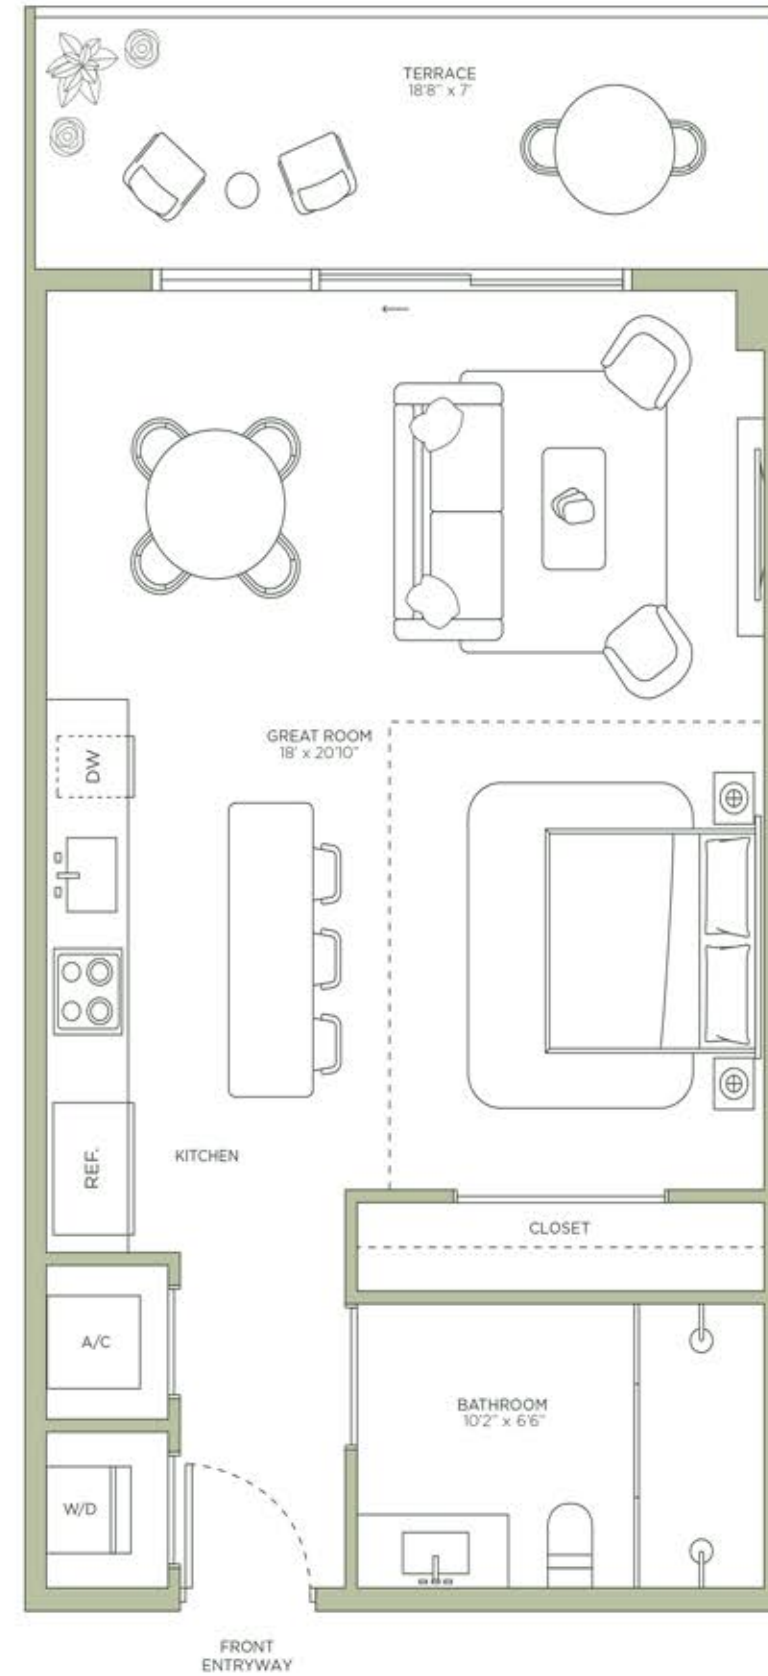 TERRACE
18'8" x 7'
GREAT ROOM
18' x 20'10"
DW
REF.
KITCHEN
CLOSET
A/C
BATHROOM
10'2" x 6'6"
W/D
FRONT
ENTRYWAY